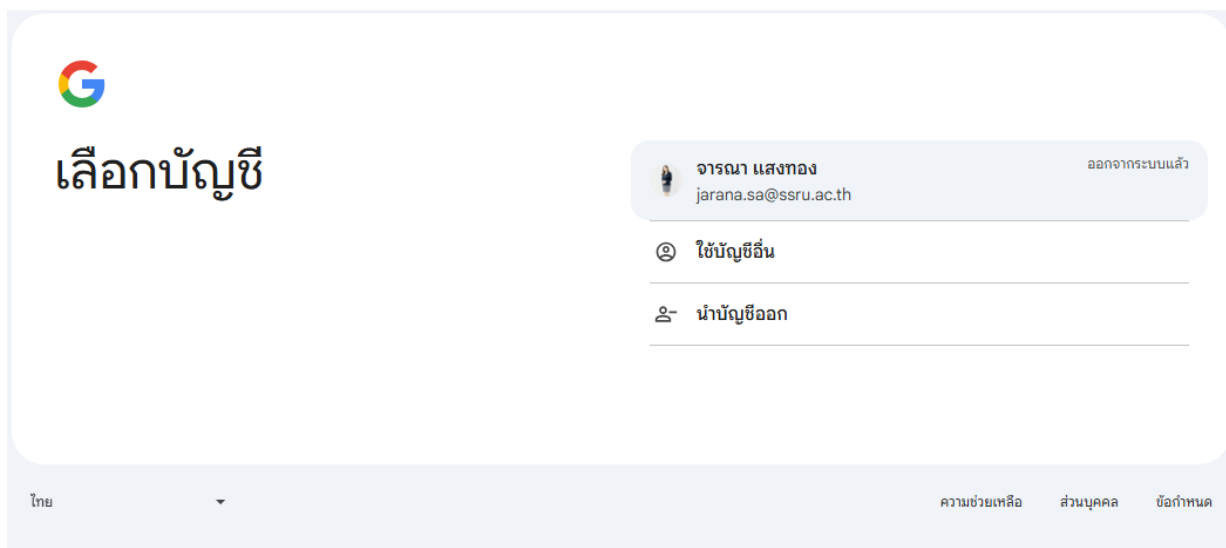 เลือกบัญชี
จารณา แสงทอง
ออกจากระบบแล้ว
jarana.sa@ssru.ac.th
ใช้บัญชีอื่น
นำบัญชีออก
ไทย
ความช่วยเหลือ ส่วนบุคคล ข้อกำหนด